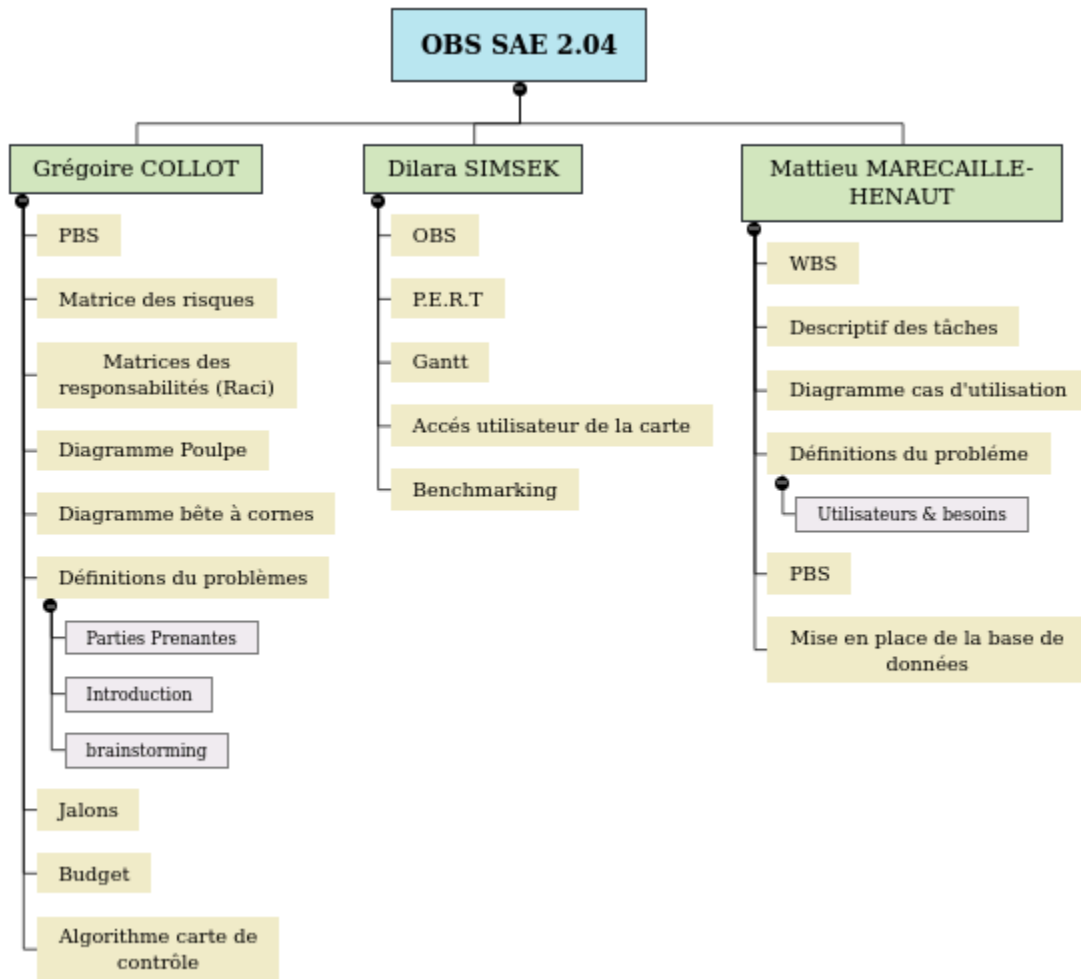 OBS SAE 2.04
Grégoire COLLOT
PBS
Matrice des risques
Matrices des
responsabilités (Raci)
Diagramme Poulpe
Diagramme bête à cornes
Définitions du problèmes
Parties Prenantes
Introduction
brainstorming
Jalons
Budget
Algorithme carte de
contrôle
Dilara SIMSEK
OBS
P.E.R.T
Gantt
Accés utilisateur de la carte
Benchmarking
Mattieu MARECAILLE-
HENAUT
WBS
Descriptif des tâches
Diagramme cas d'utilisation
Définitions du probléme
Utilisateurs & besoins
PBS
Mise en place de la base de
données